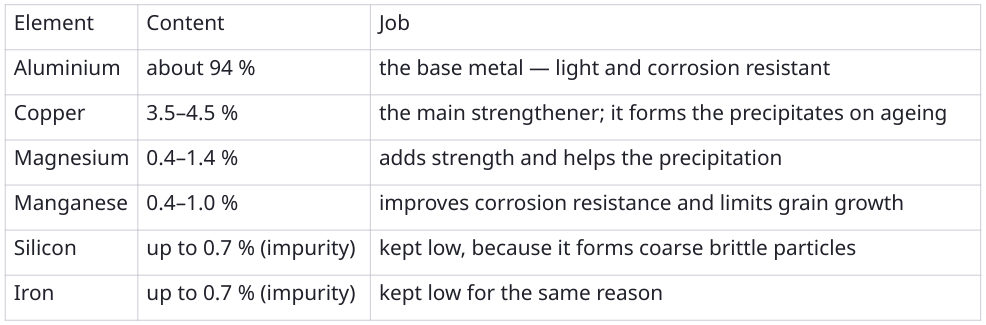 Element Content Job
Aluminium about 94 % the base metal — light and corrosion resistant
Copper 3.5–4.5 % the main strengthener; it forms the precipitates on ageing
Magnesium 0.4–1.4 % adds strength and helps the precipitation
Manganese 0.4–1.0 % improves corrosion resistance and limits grain growth
Silicon up to 0.7 % (impurity) kept low, because it forms coarse brittle particles
Iron up to 0.7 % (impurity) kept low for the same reason